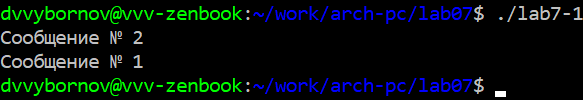 dvvybornov@vvv-zenbook:~/work/arch-pc/lab07$ ./lab7-1
Сообщение № 2
Сообщение № 1
dvvybornov@vvv-zenbook:~/work/arch-pc/lab07$